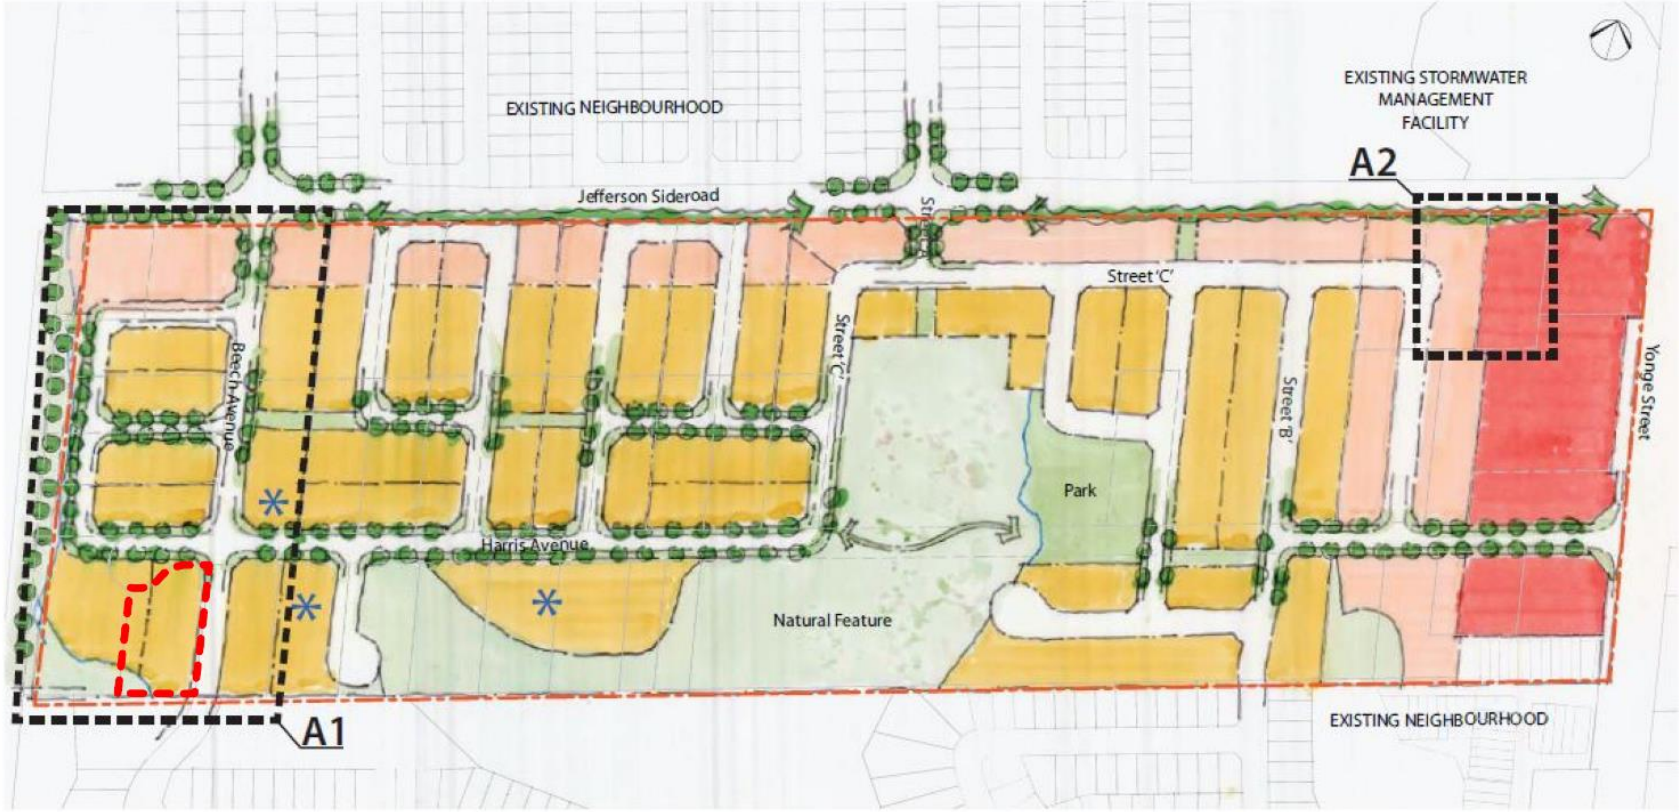 EXISTING STORMWATER
MANAGEMENT
FACILITY
EXISTING NEIGHBOURHOOD
A2
Jefferson Sideroad
Street 'C'
Street 'C'
Beech Avenue
Yonge Street
Street 'B'
Park
Harris Avenue
Natural Feature
A1
EXISTING NEIGHBOURHOOD